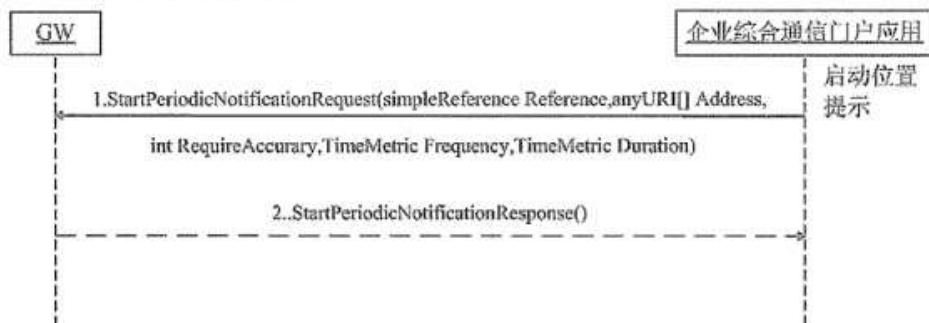 GW
企业综合通信门户应用
启动位置
提示
1.StartPeriodicNotificationRequest(simpleReference Reference,anyURI[] Address,
int RequireAccurary,TimeMetric Frequency,TimeMetric Duration)
2..StartPeriodicNotificationResponse()